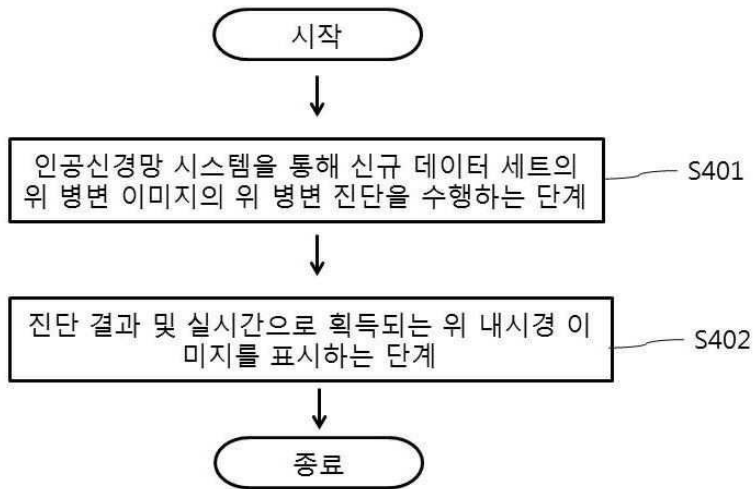 시작
인공신경망 시스템을 통해 신규 데이터 세트의
위 병변 이미지의 위 병변 진단을 수행하는 단계
S401
진단 결과 및 실시간으로 획득되는 위 내시경 이
미지를 표시하는 단계
S402
종료